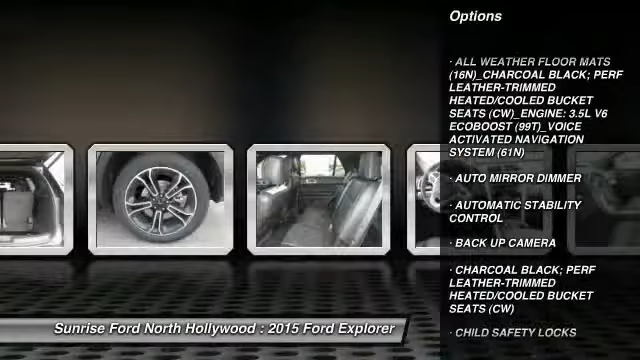 Options
· ALL WEATHER FLOOR MATS
(16N)_CHARCOAL BLACK; PERF
LEATHER-TRIMMED
HEATED/COOLED BUCKET
SEATS (CW)_ENGINE: 3.5L V6
ECOBOOST (99T)_VOICE
ACTIVATED NAVIGATION
SYSTEM (61N)
· AUTO MIRROR DIMMER
· AUTOMATIC STABILITY
CONTROL
· BACK UP CAMERA
· CHARCOAL BLACK; PERF
LEATHER-TRIMMED
HEATED/COOLED BUCKET
SEATS (CW)
· CHILD SAFETY LOCKS
Sunrise Ford North Hollywood : 2015 Ford Explorer